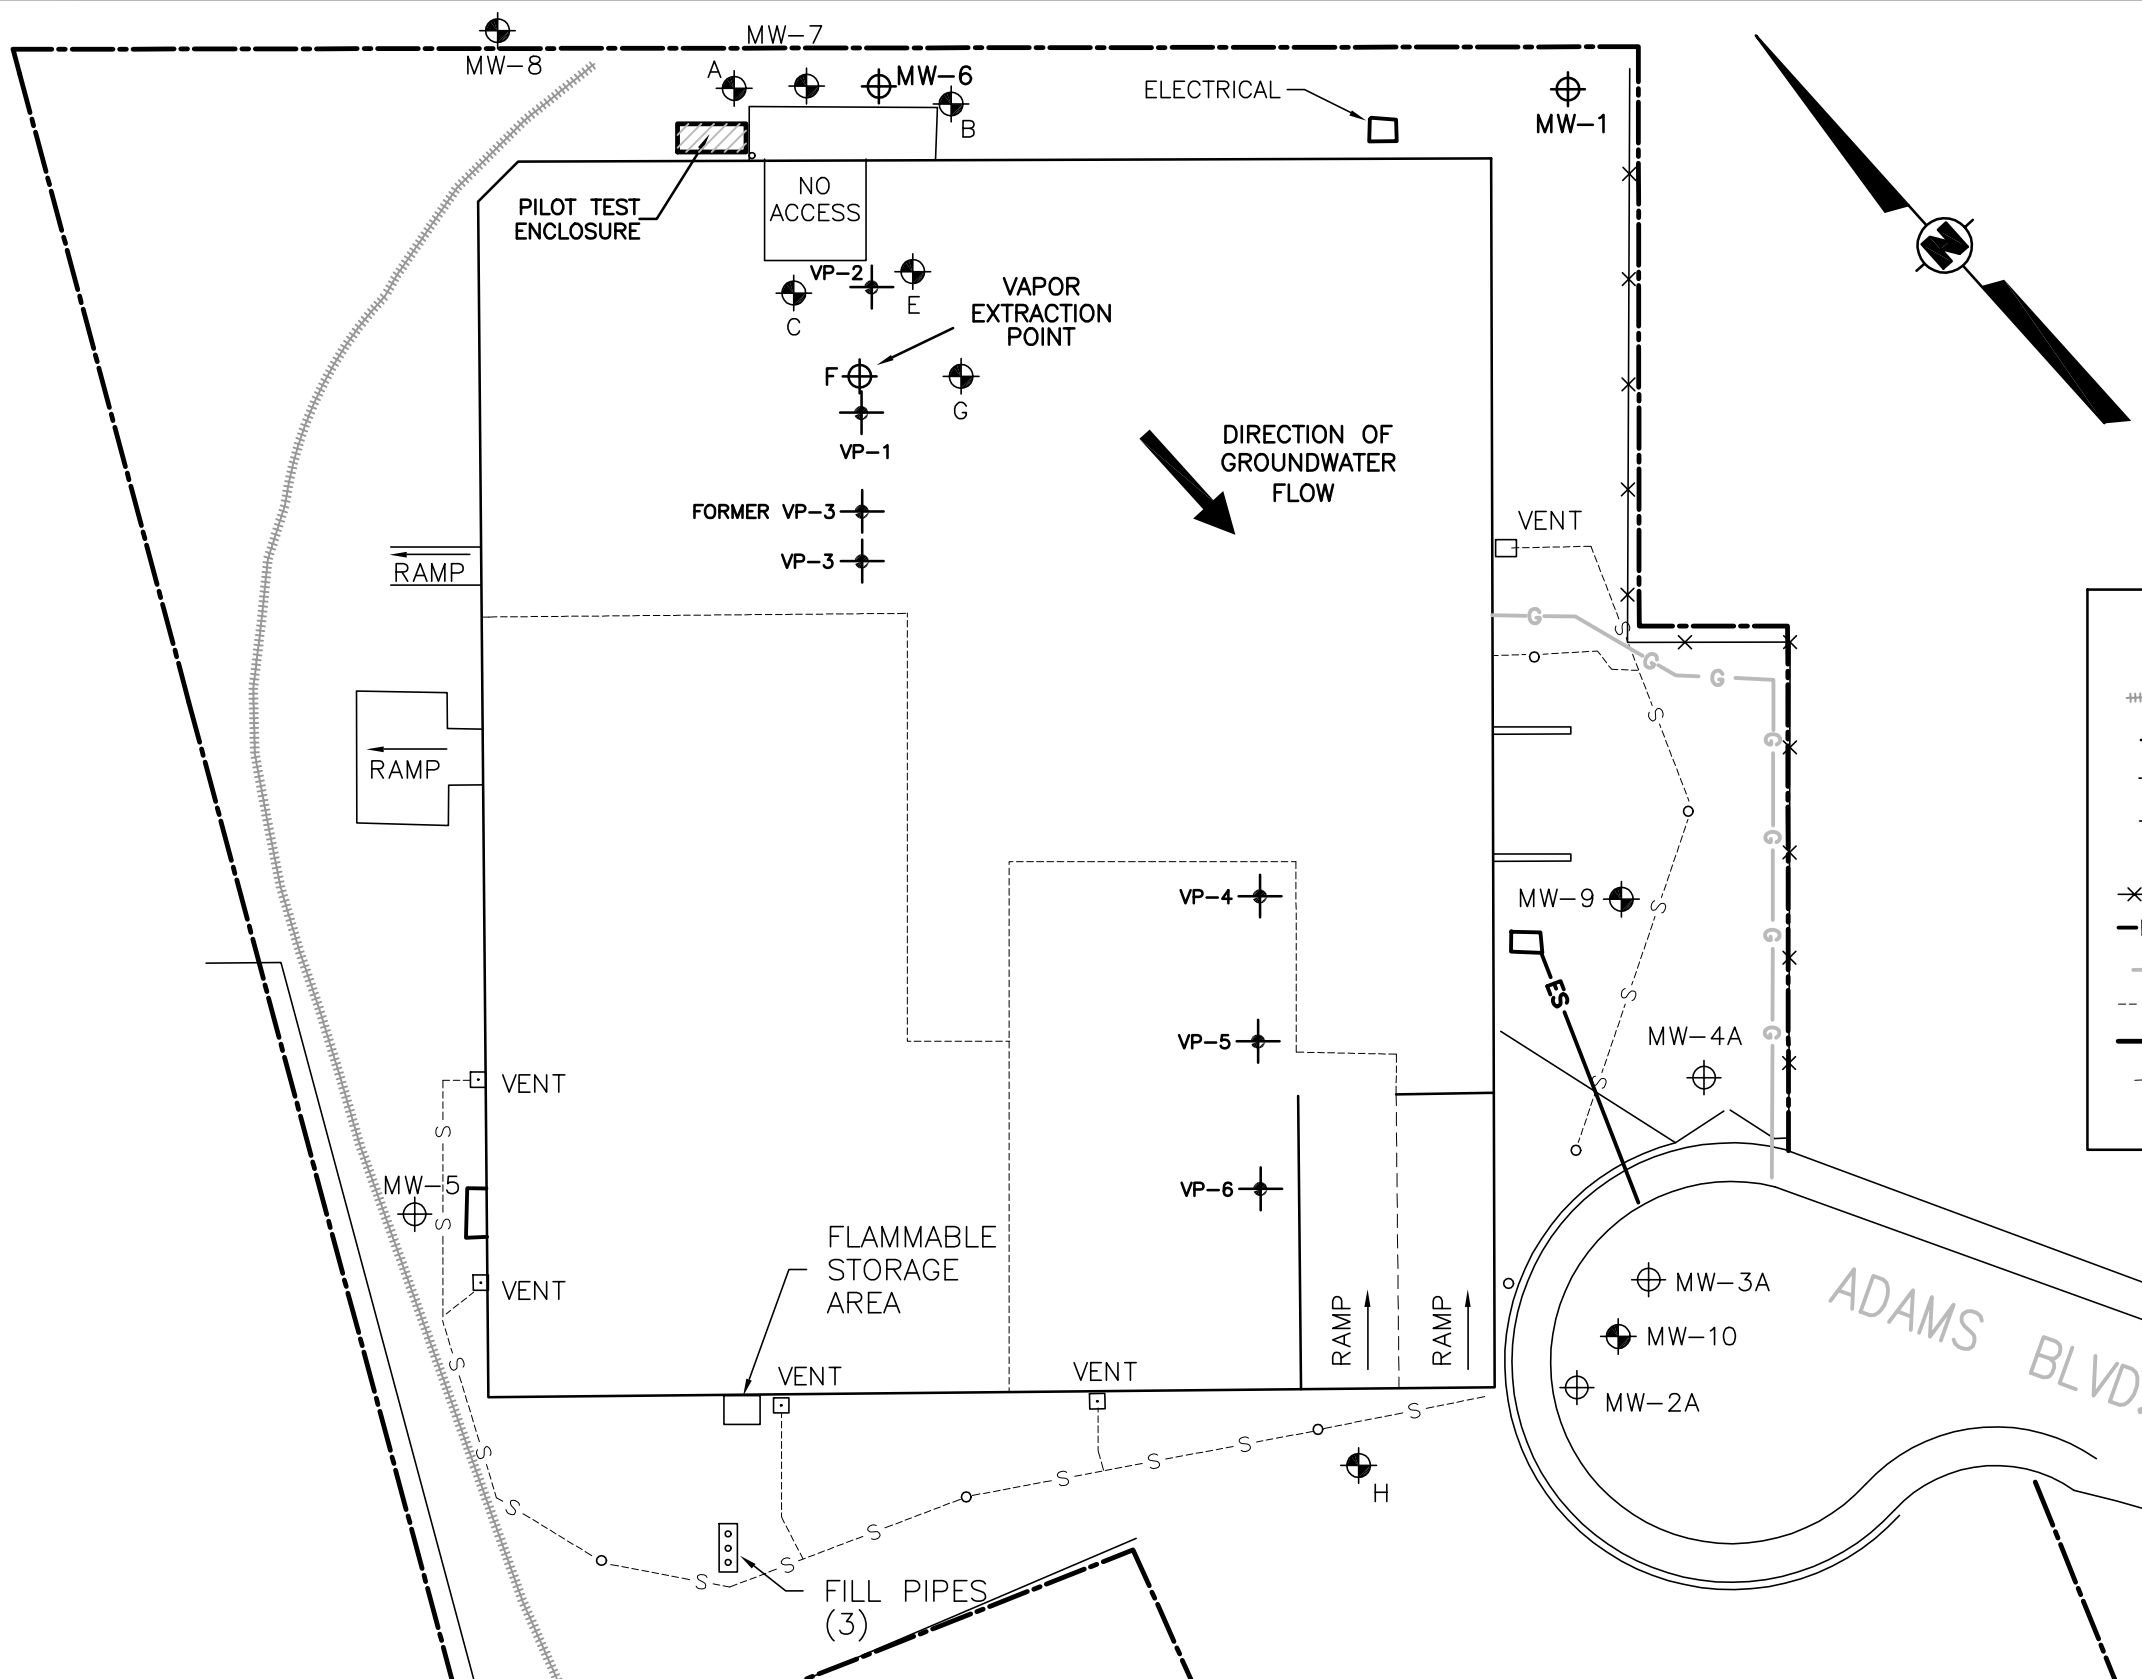 MW-7
MW-8
A
MW-6
B
ELECTRICAL
MW-1
NO
ACCESS
PILOT TEST
ENCLOSURE
N
VP-2
C
E
VAPOR
EXTRACTION
POINT
F
G
VP-1
DIRECTION OF
GROUNDWATER
FLOW
FORMER VP-3
VP-3
VENT
RAMP
G
S
G
G
S
G
RAMP
G
VP-4
MW-9
S
G
ES
S
VP-5
MW-4A
G
VENT
S
S
MW-5
VP-6
S
FLAMMABLE
STORAGE
AREA
VENT
MW-3A
RAMP
RAMP
ADAMS BLVD.
MW-10
S
VENT
VENT
MW-2A
S
S
S
S
S
H
S
S
S
S
S
FILL PIPES
(3)